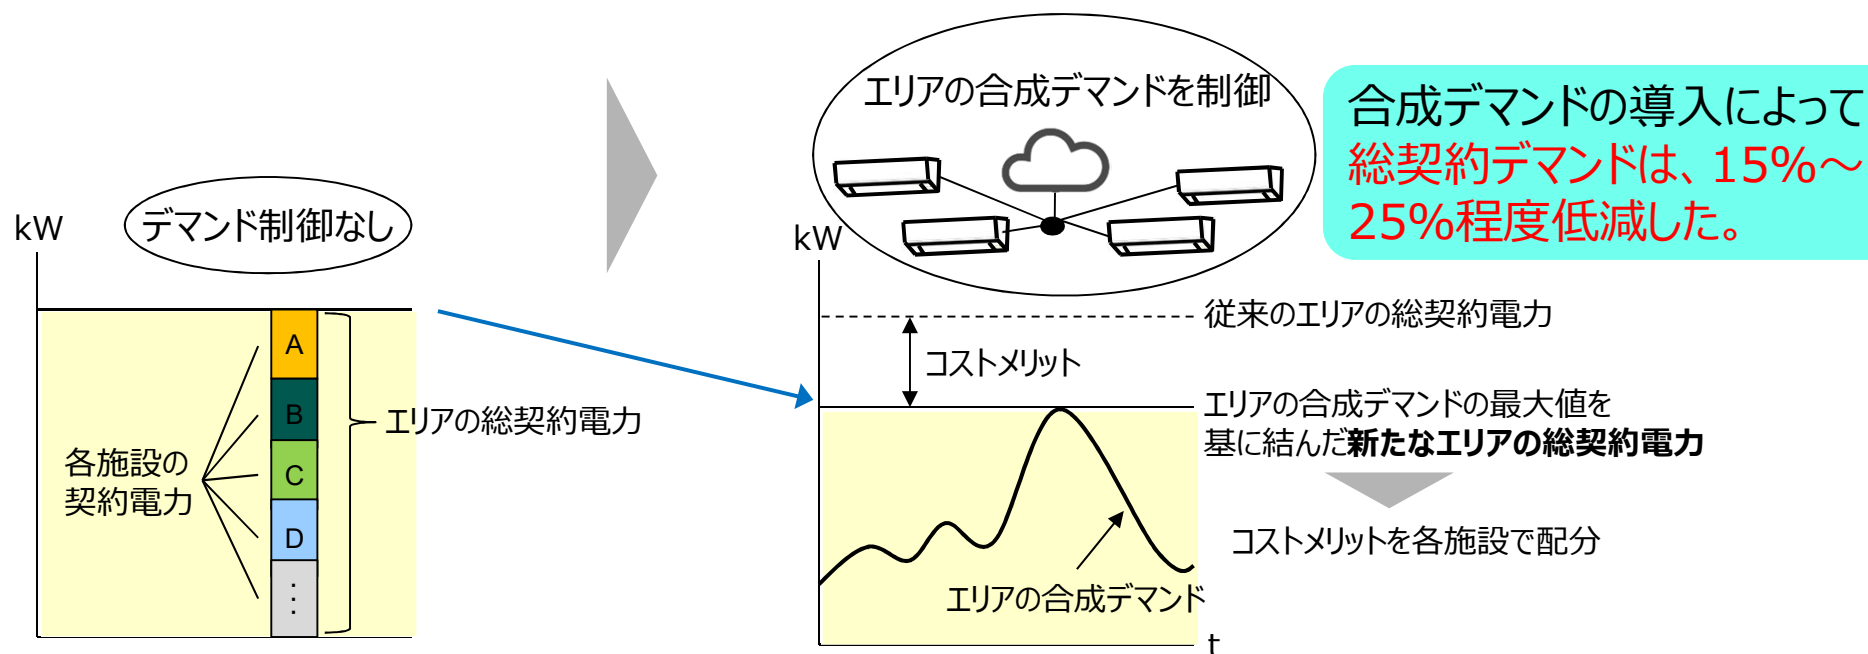 kW
デマンド制御なし
A
B
C
D
⋮
各施設の
契約電力
エリアの総契約電力
エリアの合成デマンドを制御
kW
合成デマンドの導入によって
総契約デマンドは、15%～
25%程度低減した。
従来のエリアの総契約電力
コストメリット
エリアの合成デマンドの最大値を
基に結んだ新たなエリアの総契約電力
コストメリットを各施設で配分
エリアの合成デマンド
t